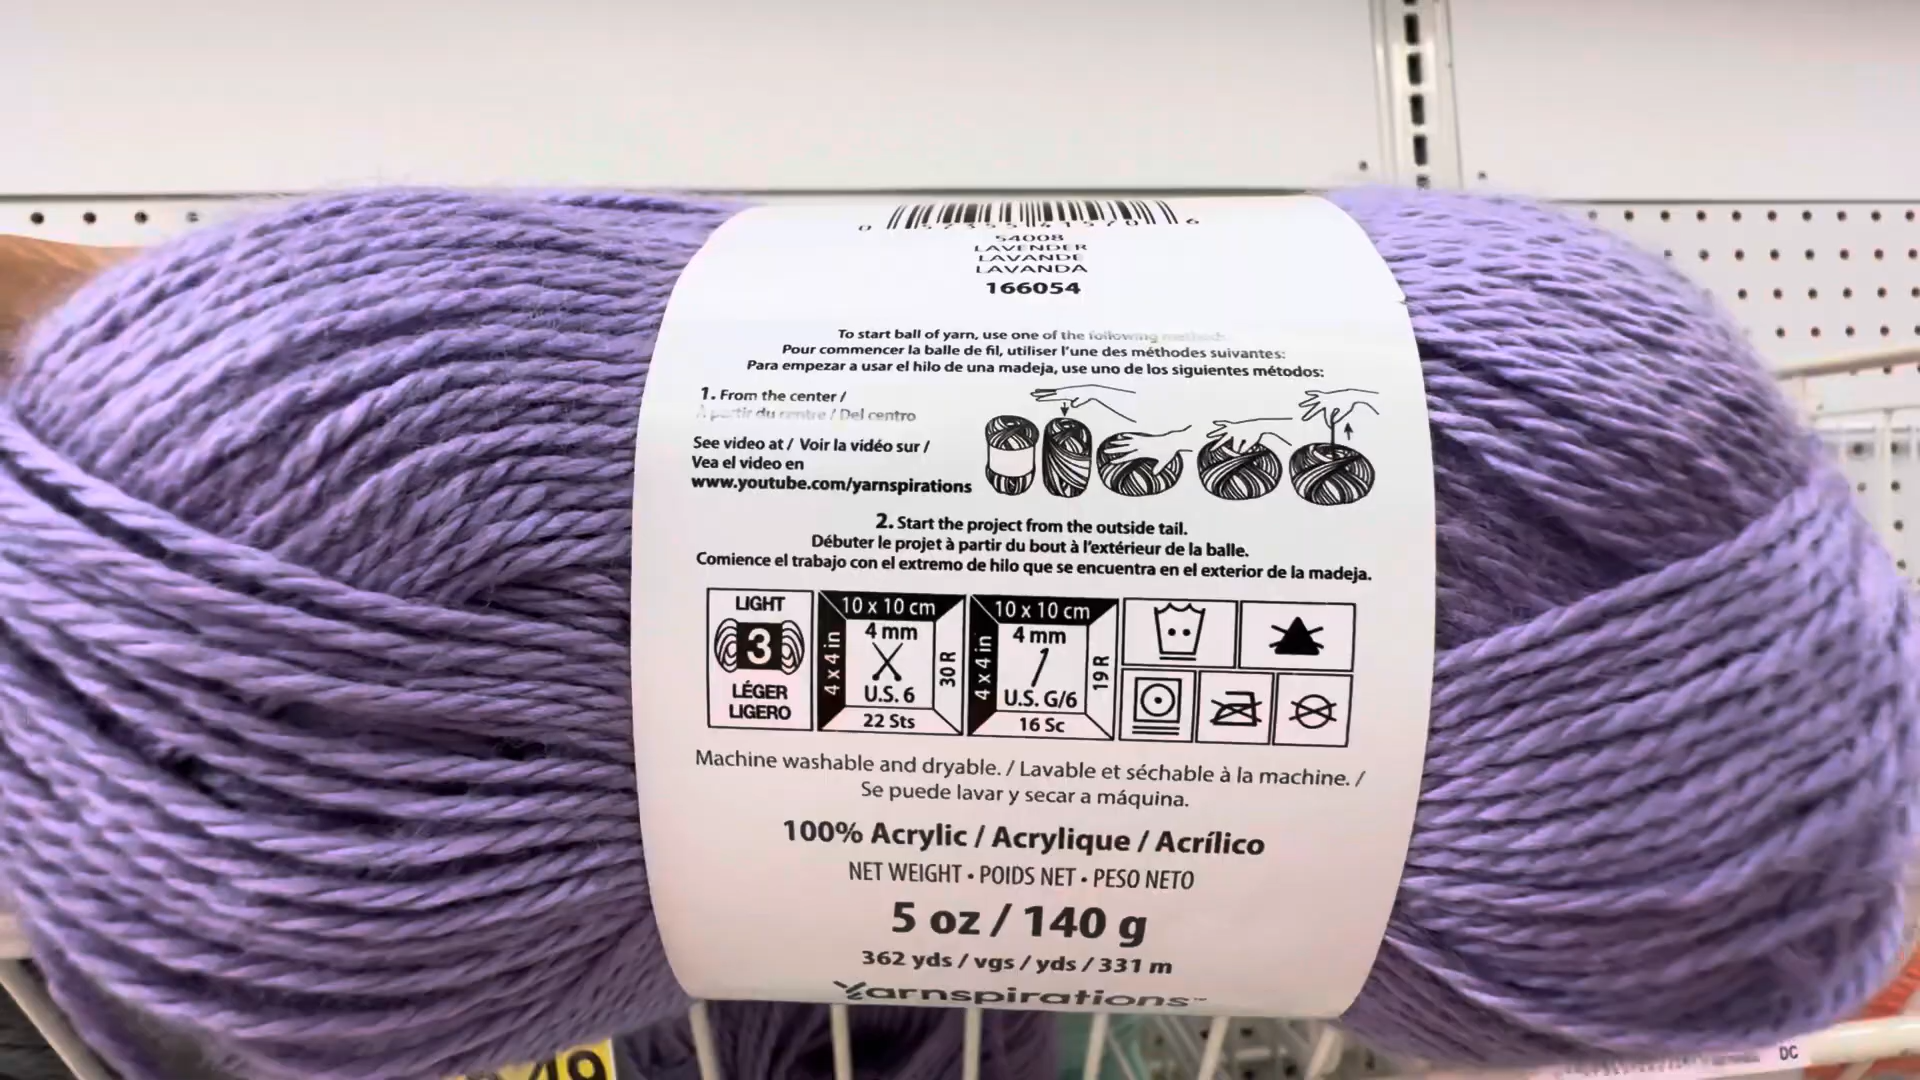 54008
LAVENDER
LAVANDE
LAVANDA
166054
To start ball of yarn, use one of the following
Pour commencer la balle de fil, utiliser l'une des méthodes suivantes:
Para empezar a usar el hilo de una madeja, use uno de los siguientes métodos:
1. From the center /
À partir du centre / Del centro
See video at / Voir la vidéo sur /
Vea el video en
www.youtube.com/yarnspirations
2. Start the project from the outside tail.
Débuter le projet à partir du bout à l'extérieur de la balle.
Comience el trabajo con el extremo de hilo que se encuentra en el exterior de la madeja.
LIGHT
3
LÉGER
LIGERO
10 x 10 cm
4 x 4 in
4 mm
U.S. 6
30 R
22 Sts
10 x 10 cm
4 x 4 in
4 mm
U.S. G/6
19 R
16 Sc
Machine washable and dryable. / Lavable et séchable à la machine. /
Se puede lavar y secar a máquina.
100% Acrylic / Acrylique / Acrílico
NET WEIGHT • POIDS NET • PESO NETO
5 oz / 140 g
362 yds / vgs / yds / 331 m
Yarnspirations™
49
DC